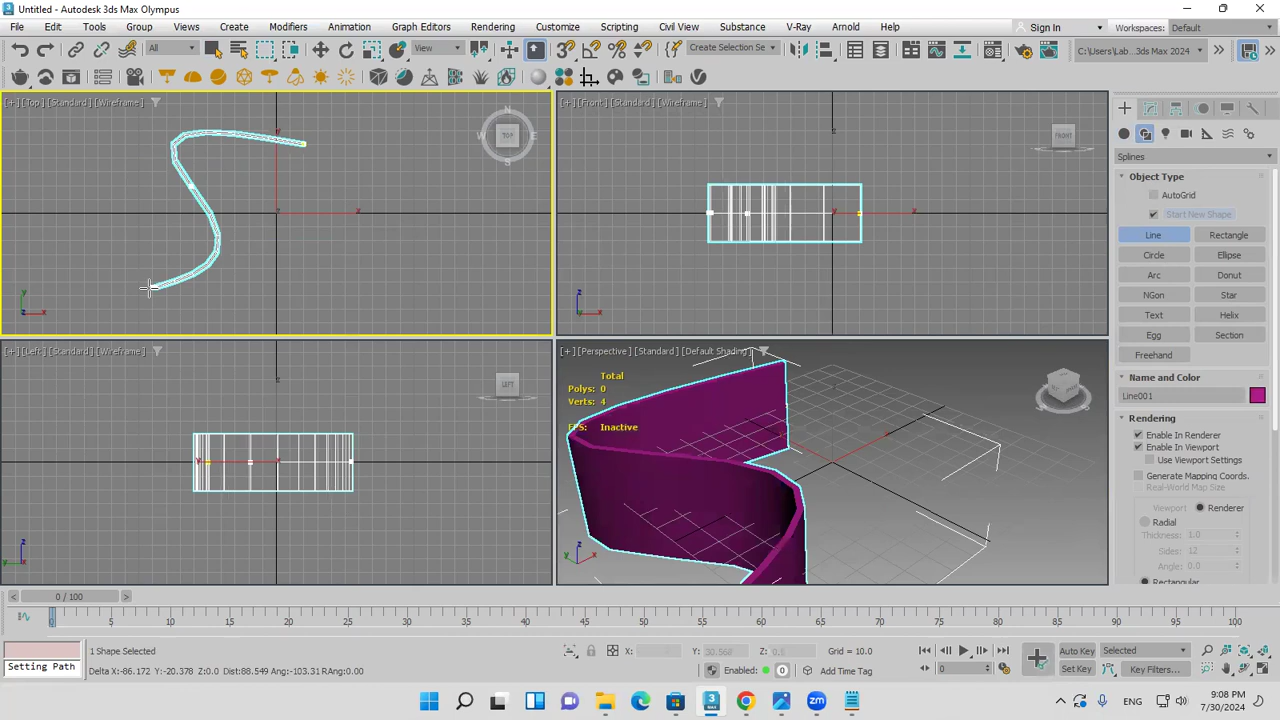 Untitled - Autodesk 3ds Max Olympus
File Edit Tools Group Views Create Modifiers Animation Graph Editors Rendering Customize Scripting Civil View Substance V-Ray Arnold Help Sign In Workspaces: Default
All View Create Selection Se C:\Users\Lab...3ds Max 2024
[+] [Top] [Standard] [Wireframe]
N
W TOP E
y
x
y
z x
[+] [Front] [Standard] [Wireframe]
z
FRONT
x
z
x
Splines
Object Type
AutoGrid
Start New Shape
Line Rectangle
Circle Ellipse
Arc Donut
NGon Star
Text Helix
Egg Section
Freehand
Name and Color
Line001
Rendering
Enable In Renderer
Enable In Viewport
Use Viewport Settings
Generate Mapping Coords.
Real-World Map Size
Viewport Renderer
Radial
Thickness: 1.0
Sides: 12
Angle: 0.0
Rectangular
[+] [Left] [Standard] [Wireframe]
LEFT
z
[+] [Perspective] [Standard] [Default Shading]
Total
Polys: 0
Verts: 4
FPS: Inactive
z
x
y
0 / 100
0 5 10 15 20 25 30 35 40 45 50 55 60 65 70 75 80 85 90 95 100
1 Shape Selected X: Y: 30.568 Z: Grid = 10.0 Auto Key Selected
Setting Path Delta X:-86.172 Y:-20.378 Z:0.0 Dist:88.549 Ang:-103.31 RAng:0.00 Enabled: 0 Add Time Tag 0 Set Key Key Filters...
ENG 9:08 PM
7/30/2024